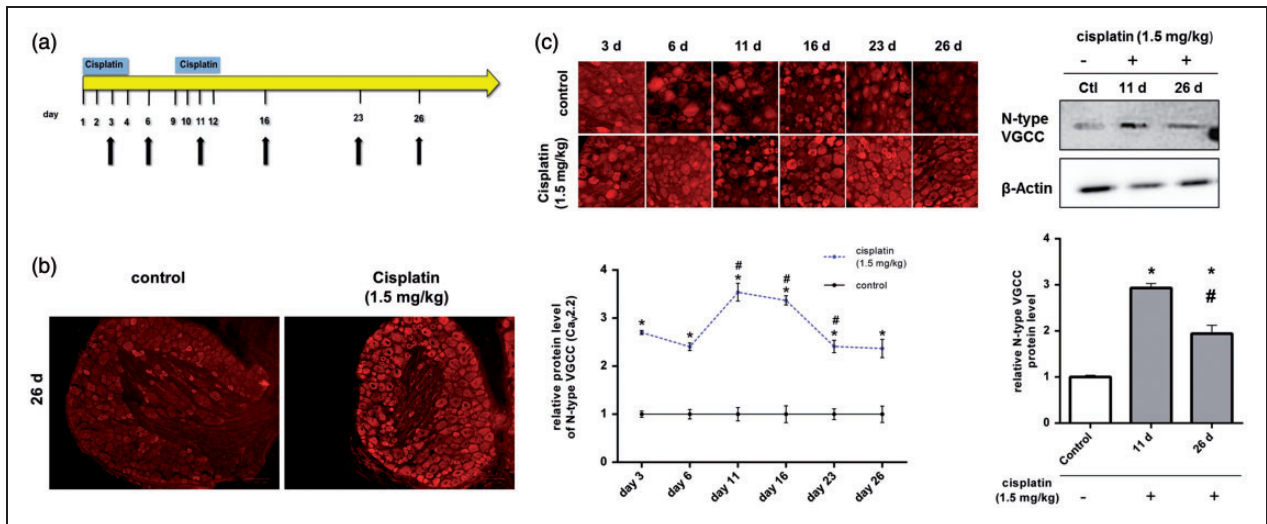 (a)
Cisplatin Cisplatin
day
1 2 3 4 6 9 10 11 12 16 23 26
(b)
control
Cisplatin
(1.5 mg/kg)
26 d
(c)
3 d 6 d 11 d 16 d 23 d 26 d
control
Cisplatin
(1.5 mg/kg)
cisplatin (1.5 mg/kg)
- + +
Ctl 11 d 26 d
N-type
VGCC
β-Actin
relative protein level
of N-type VGCC (CaV2.2)
4
3
2
1
0
* * # * # * # * *
cisplatin
(1.5 mg/kg)
control
day 3 day 6 day 11 day 16 day 23 day 26
relative N-type VGCC
protein level
4
3
2
1
0
* *
#
Control 11 d 26 d
cisplatin
(1.5 mg/kg) - + +